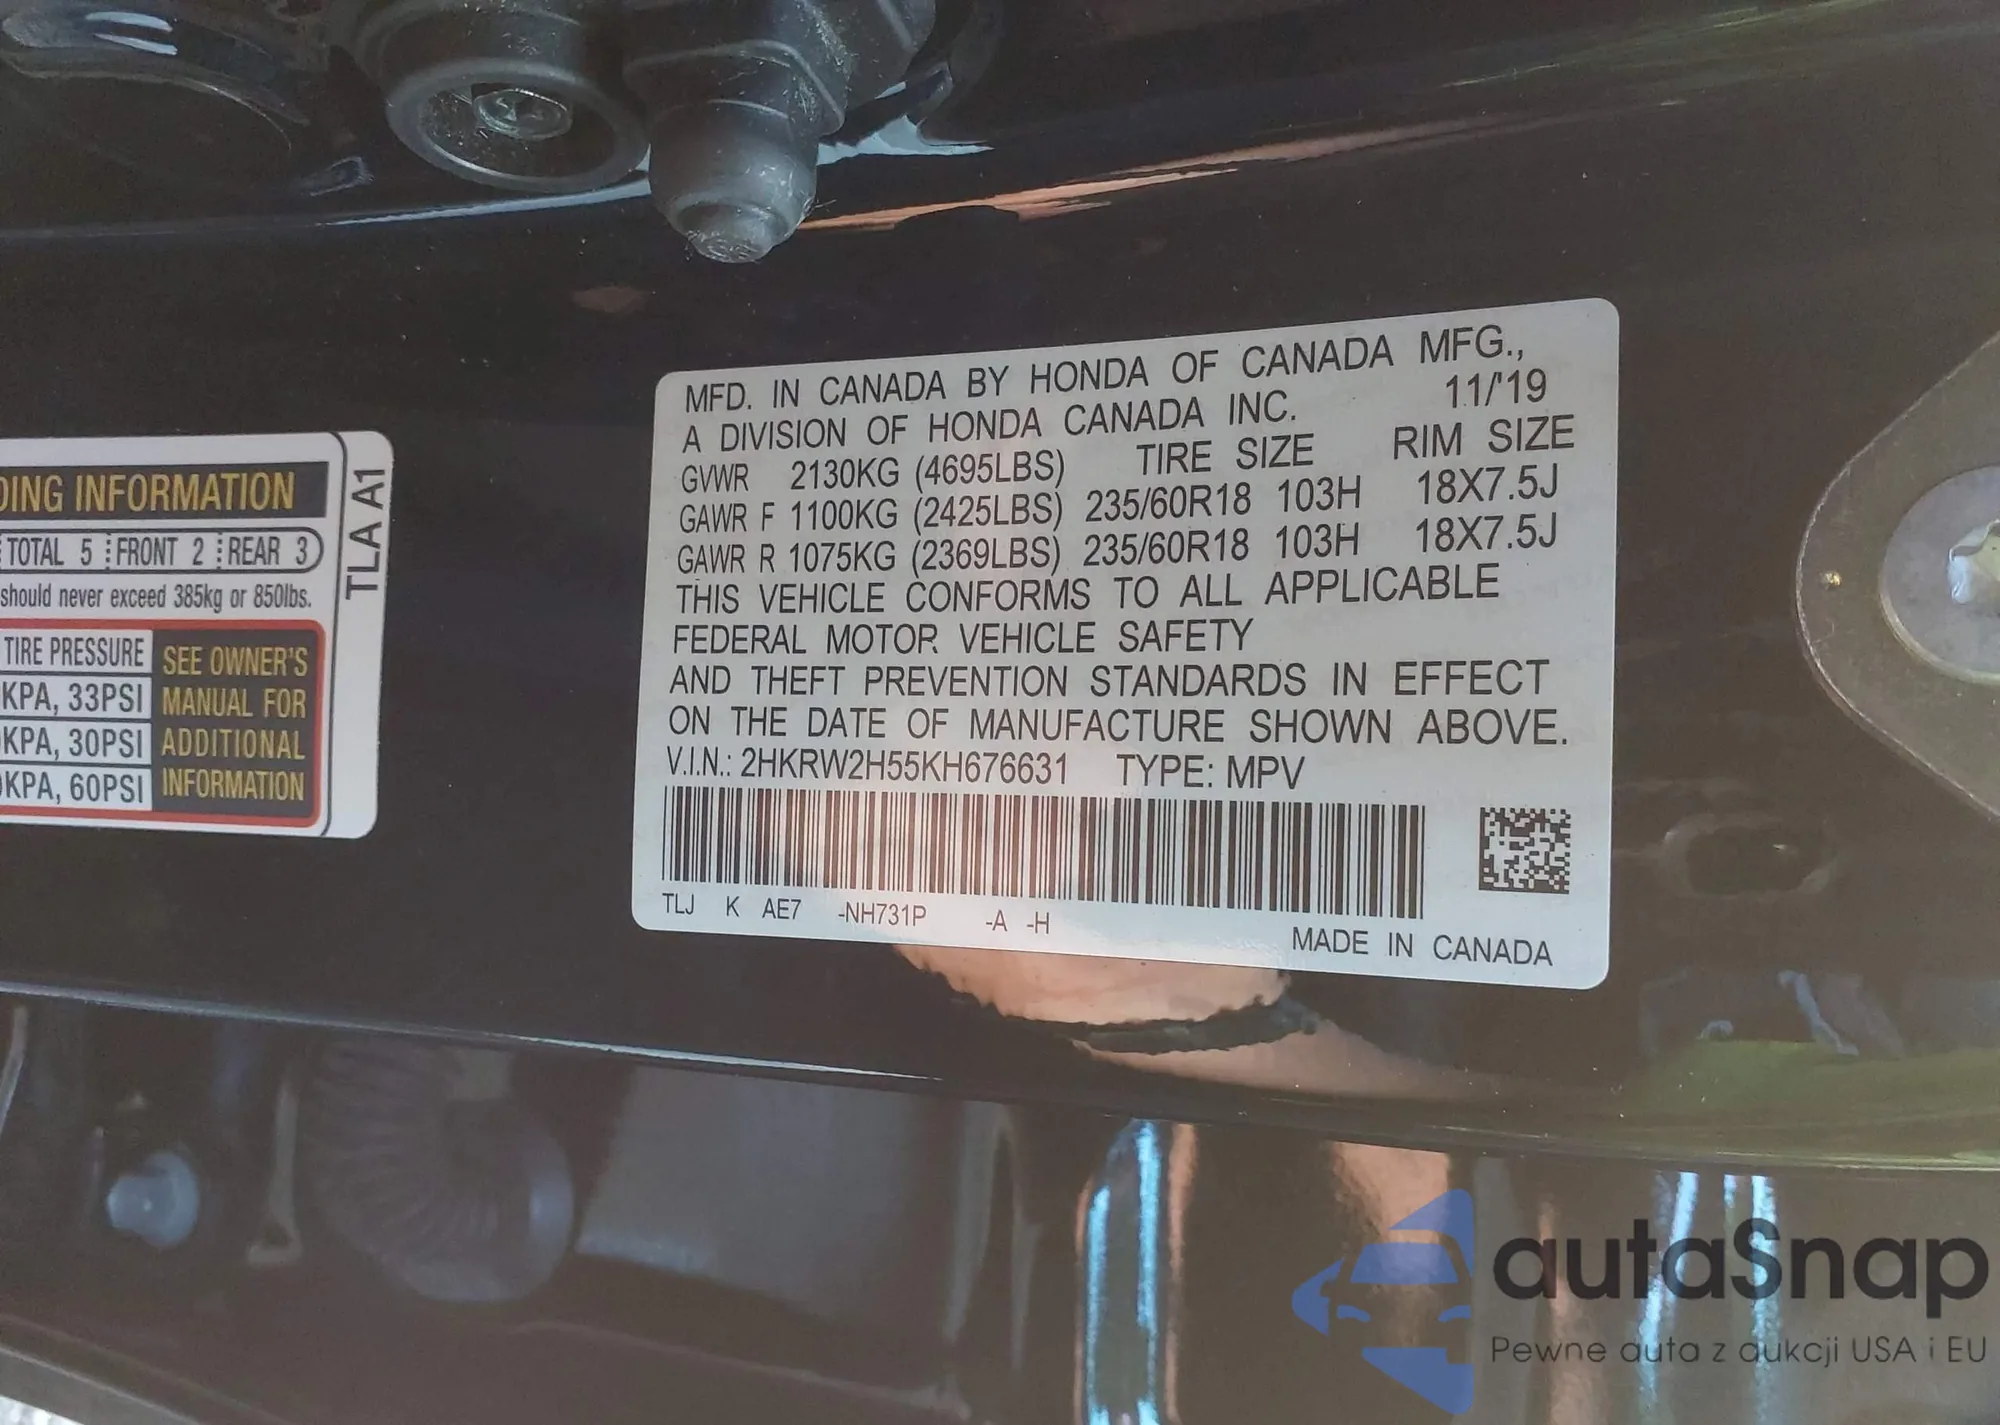 DING INFORMATION
TOTAL 5 FRONT 2 REAR 3
should never exceed 385kg or 850lbs.
TIRE PRESSURE
KPA, 33PSI
KPA, 30PSI
KPA, 60PSI
SEE OWNER'S
MANUAL FOR
ADDITIONAL
INFORMATION
TLA A1
MFD. IN CANADA BY HONDA OF CANADA MFG.,
A DIVISION OF HONDA CANADA INC. 11/'19
GVWR 2130KG (4695LBS) TIRE SIZE RIM SIZE
GAWR F 1100KG (2425LBS) 235/60R18 103H 18X7.5J
GAWR R 1075KG (2369LBS) 235/60R18 103H 18X7.5J
THIS VEHICLE CONFORMS TO ALL APPLICABLE
FEDERAL MOTOR VEHICLE SAFETY
AND THEFT PREVENTION STANDARDS IN EFFECT
ON THE DATE OF MANUFACTURE SHOWN ABOVE.
V.I.N.: 2HKRW2H55KH676631 TYPE: MPV
TLJ K AE7 -NH731P -A -H
MADE IN CANADA
autaSnap
Pewne auta z aukcji USA i EU